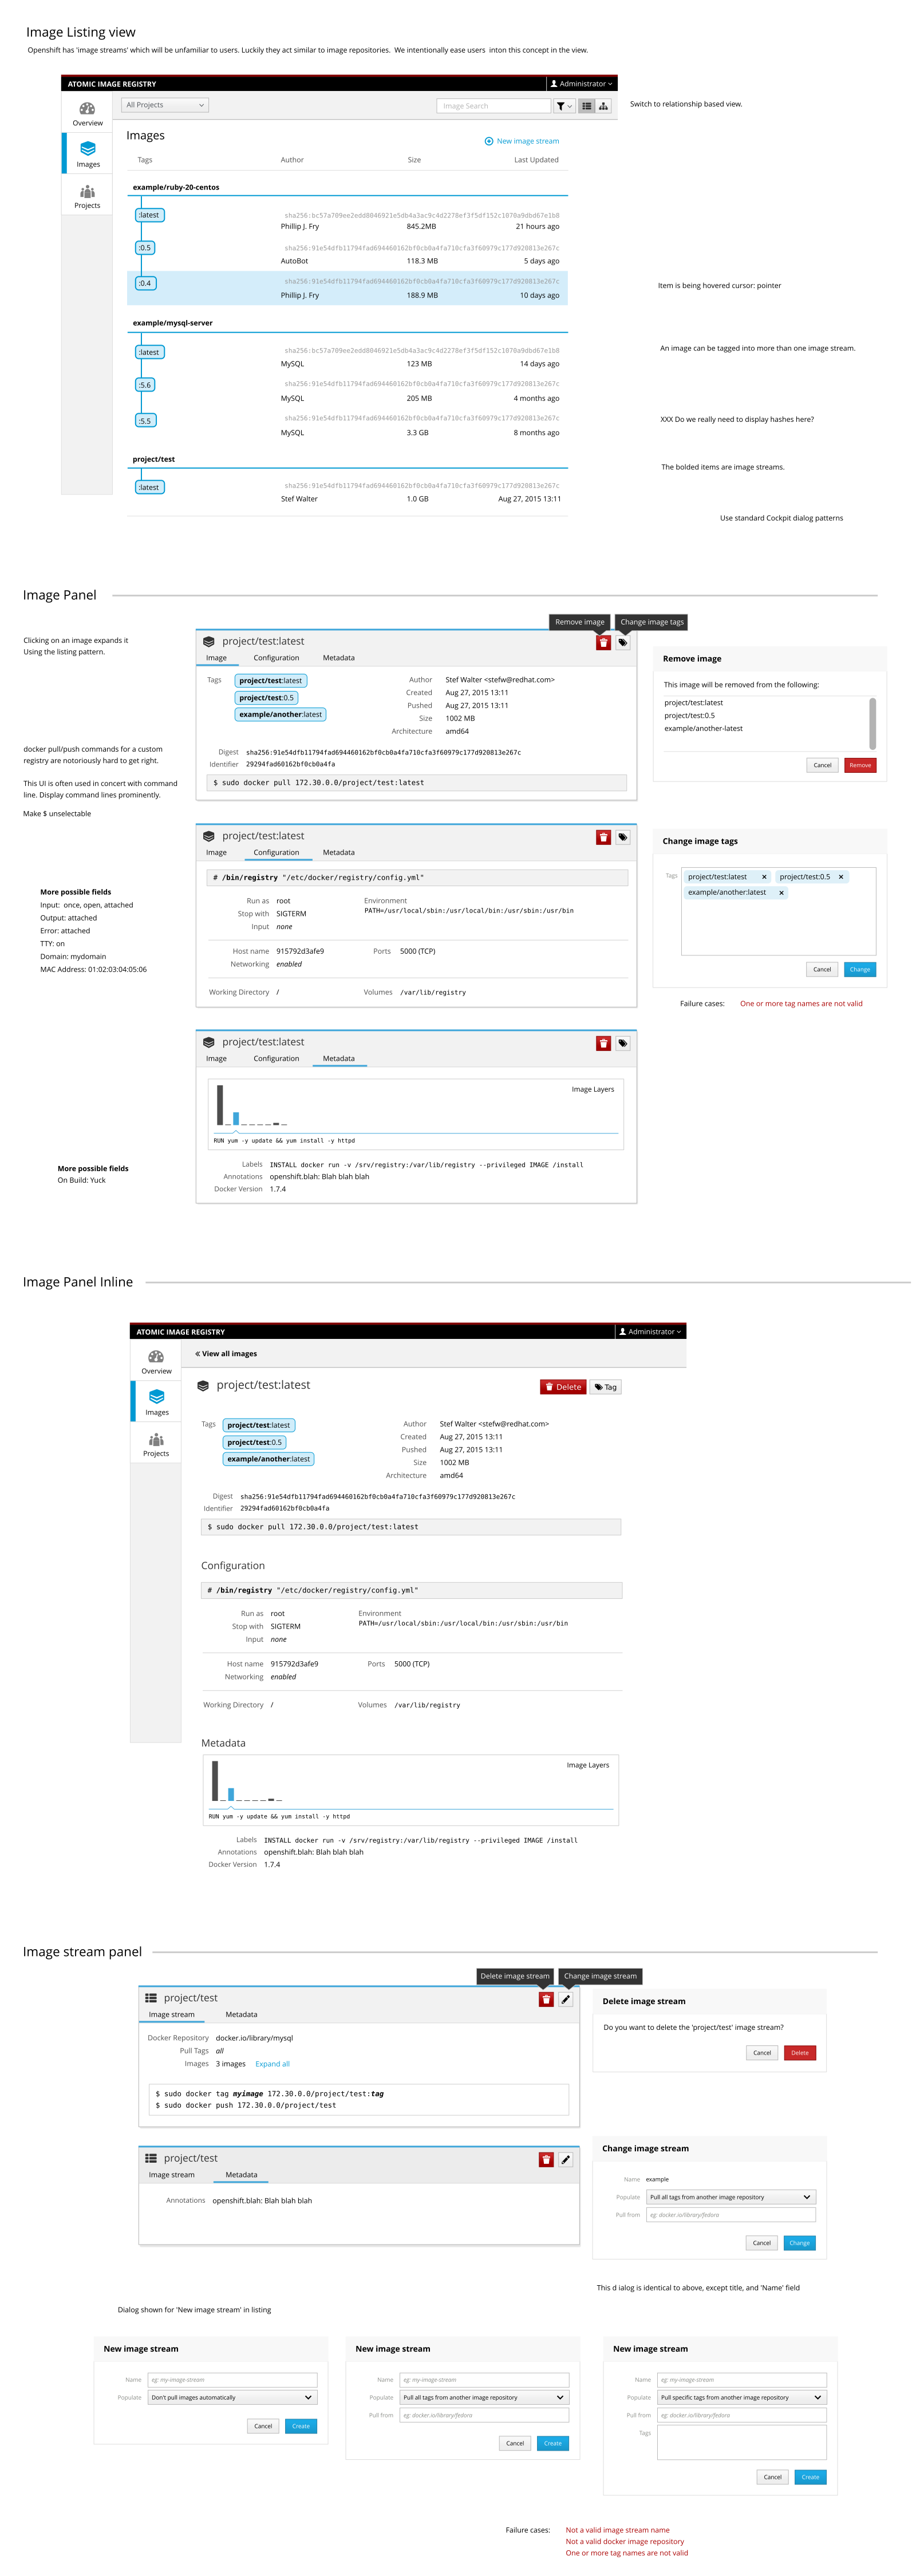 Image Listing view
Openshift has 'image streams' which will be unfamiliar to users. Luckily they act similar to image repositories.  We intentionally ease users  inton this concept in the view.
ATOMIC IMAGE REGISTRY
Administrator
All Projects
Image Search
Switch to relationship based view.
Overview
Images
Projects
Images
New image stream
Tags Author Size Last Updated
example/ruby-20-centos
:latest
sha256:bc57a709ee2edd8046921e5db4a3ac9c4d2278ef3f5df152c1070a9dbd67e1b8
Phillip J. Fry 845.2MB 21 hours ago
:0.5
sha256:91e54dfb11794fad694460162bf0cb0a4fa710cfa3f60979c177d920813e267c
AutoBot 118.3 MB 5 days ago
:0.4
sha256:91e54dfb11794fad694460162bf0cb0a4fa710cfa3f60979c177d920813e267c
Phillip J. Fry 188.9 MB 10 days ago
Item is being hovered cursor: pointer
example/mysql-server
:latest
sha256:bc57a709ee2edd8046921e5db4a3ac9c4d2278ef3f5df152c1070a9dbd67e1b8
MySQL 123 MB 14 days ago
An image can be tagged into more than one image stream.
:5.6
sha256:91e54dfb11794fad694460162bf0cb0a4fa710cfa3f60979c177d920813e267c
MySQL 205 MB 4 months ago
:5.5
sha256:91e54dfb11794fad694460162bf0cb0a4fa710cfa3f60979c177d920813e267c
MySQL 3.3 GB 8 months ago
XXX Do we really need to display hashes here?
project/test
The bolded items are image streams.
:latest
sha256:91e54dfb11794fad694460162bf0cb0a4fa710cfa3f60979c177d920813e267c
Stef Walter 1.0 GB Aug 27, 2015 13:11
Use standard Cockpit dialog patterns
Image Panel
Remove image
Change image tags
Clicking on an image expands it
Using the listing pattern.
project/test:latest
Image Configuration Metadata
Tags
project/test:latest
project/test:0.5
example/another:latest
Author Stef Walter <stefw@redhat.com>
Created Aug 27, 2015 13:11
Pushed Aug 27, 2015 13:11
Size 1002 MB
Architecture amd64
Digest sha256:91e54dfb11794fad694460162bf0cb0a4fa710cfa3f60979c177d920813e267c
Identifier 29294fad60162bf0cb0a4fa
$ sudo docker pull 172.30.0.0/project/test:latest
Remove image
This image will be removed from the following:
project/test:latest
project/test:0.5
example/another-latest
Cancel Remove
docker pull/push commands for a custom
registry are notoriously hard to get right.
This UI is often used in concert with command
line. Display command lines prominently.
Make $ unselectable
project/test:latest
Image Configuration Metadata
# /bin/registry "/etc/docker/registry/config.yml"
Run as root
Stop with SIGTERM
Input none
Environment
PATH=/usr/local/sbin:/usr/local/bin:/usr/sbin:/usr/bin
Host name 915792d3afe9 Ports 5000 (TCP)
Networking enabled
Working Directory / Volumes /var/lib/registry
Change image tags
Tags
project/test:latest × project/test:0.5 ×
example/another:latest ×
Cancel Change
Failure cases: One or more tag names are not valid
More possible fields
Input:  once, open, attached
Output: attached
Error: attached
TTY: on
Domain: mydomain
MAC Address: 01:02:03:04:05:06
project/test:latest
Image Configuration Metadata
Image Layers
RUN yum -y update && yum install -y httpd
Labels INSTALL docker run -v /srv/registry:/var/lib/registry --privileged IMAGE /install
Annotations openshift.blah: Blah blah blah
Docker Version 1.7.4
More possible fields
On Build: Yuck
Image Panel Inline
ATOMIC IMAGE REGISTRY
Administrator
Overview
Images
Projects
« View all images
project/test:latest
Delete Tag
Tags
project/test:latest
project/test:0.5
example/another:latest
Author Stef Walter <stefw@redhat.com>
Created Aug 27, 2015 13:11
Pushed Aug 27, 2015 13:11
Size 1002 MB
Architecture amd64
Digest sha256:91e54dfb11794fad694460162bf0cb0a4fa710cfa3f60979c177d920813e267c
Identifier 29294fad60162bf0cb0a4fa
$ sudo docker pull 172.30.0.0/project/test:latest
Configuration
# /bin/registry "/etc/docker/registry/config.yml"
Run as root
Stop with SIGTERM
Input none
Environment
PATH=/usr/local/sbin:/usr/local/bin:/usr/sbin:/usr/bin
Host name 915792d3afe9 Ports 5000 (TCP)
Networking enabled
Working Directory / Volumes /var/lib/registry
Metadata
Image Layers
RUN yum -y update && yum install -y httpd
Labels INSTALL docker run -v /srv/registry:/var/lib/registry --privileged IMAGE /install
Annotations openshift.blah: Blah blah blah
Docker Version 1.7.4
Image stream panel
Delete image stream
Change image stream
project/test
Image stream Metadata
Docker Repository docker.io/library/mysql
Pull Tags all
Images 3 images Expand all
$ sudo docker tag myimage 172.30.0.0/project/test:tag
$ sudo docker push 172.30.0.0/project/test
Delete image stream
Do you want to delete the 'project/test' image stream?
Cancel Delete
project/test
Image stream Metadata
Annotations openshift.blah: Blah blah blah
Change image stream
Name example
Populate Pull all tags from another image repository
Pull from eg: docker.io/library/fedora
Cancel Change
This d ialog is identical to above, except title, and 'Name' field
Dialog shown for 'New image stream' in listing
New image stream
Name eg: my-image-stream
Populate Don't pull images automatically
Cancel Create
New image stream
Name eg: my-image-stream
Populate Pull all tags from another image repository
Pull from eg: docker.io/library/fedora
Cancel Create
New image stream
Name eg: my-image-stream
Populate Pull specific tags from another image repository
Pull from eg: docker.io/library/fedora
Tags
Cancel Create
Failure cases: Not a valid image stream name
Not a valid docker image repository
One or more tag names are not valid